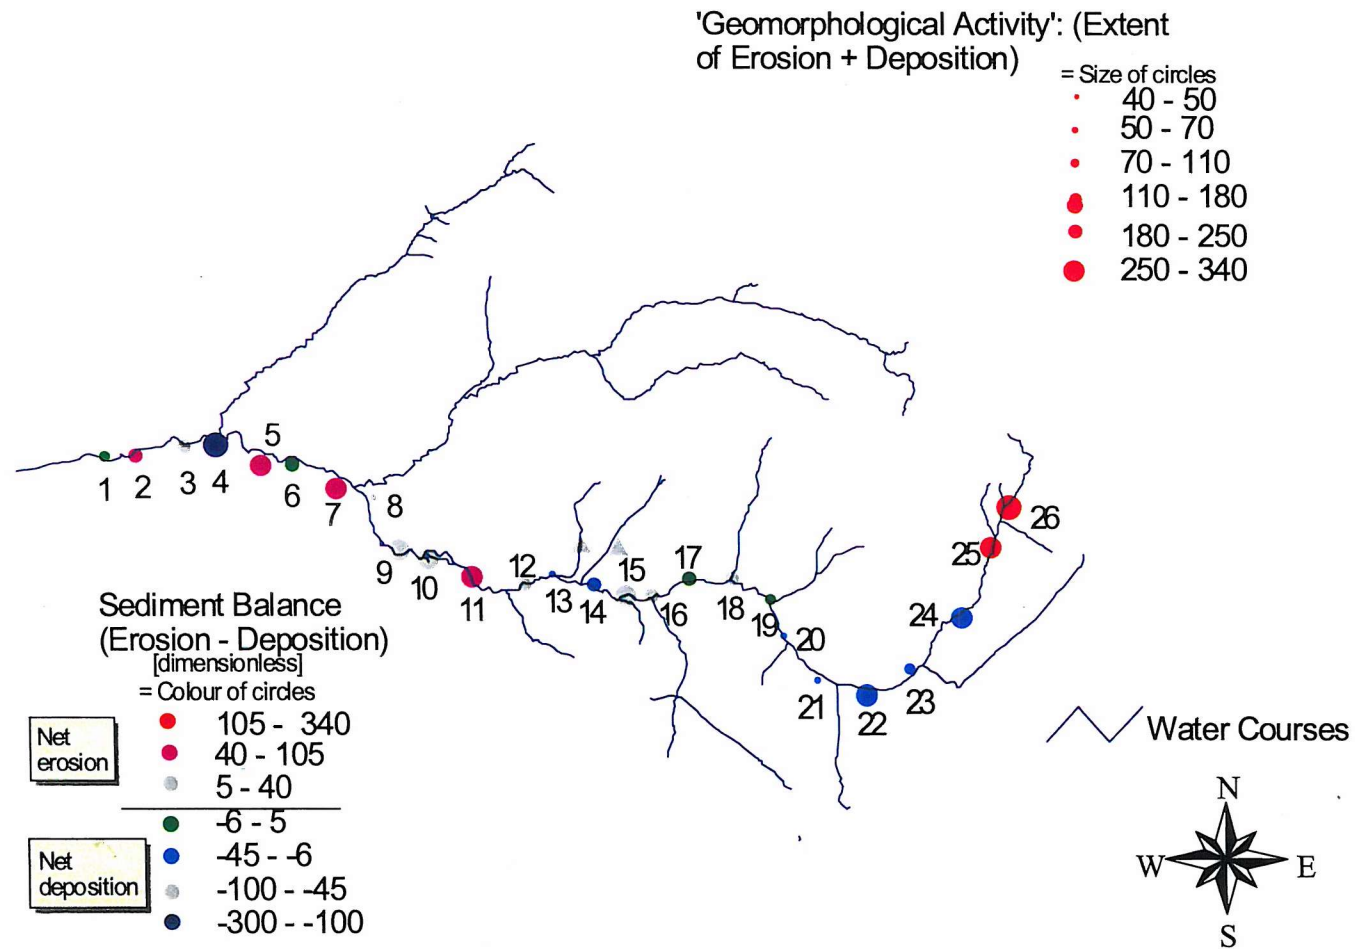 'Geomorphological Activity': (Extent
of Erosion + Deposition)
= Size of circles
40 - 50
50 - 70
70 - 110
110 - 180
180 - 250
250 - 340
1
2
3
4
5
6
7
8
9
10
11
12
13
14
15
16
17
18
19
20
21
22
23
24
25
26
Sediment Balance
(Erosion - Deposition)
[dimensionless]
= Colour of circles
Net
erosion
105 - 340
40 - 105
5 - 40
-6 - 5
Net
deposition
-45 - -6
-100 - -45
-300 - -100
Water Courses
N
W
E
S